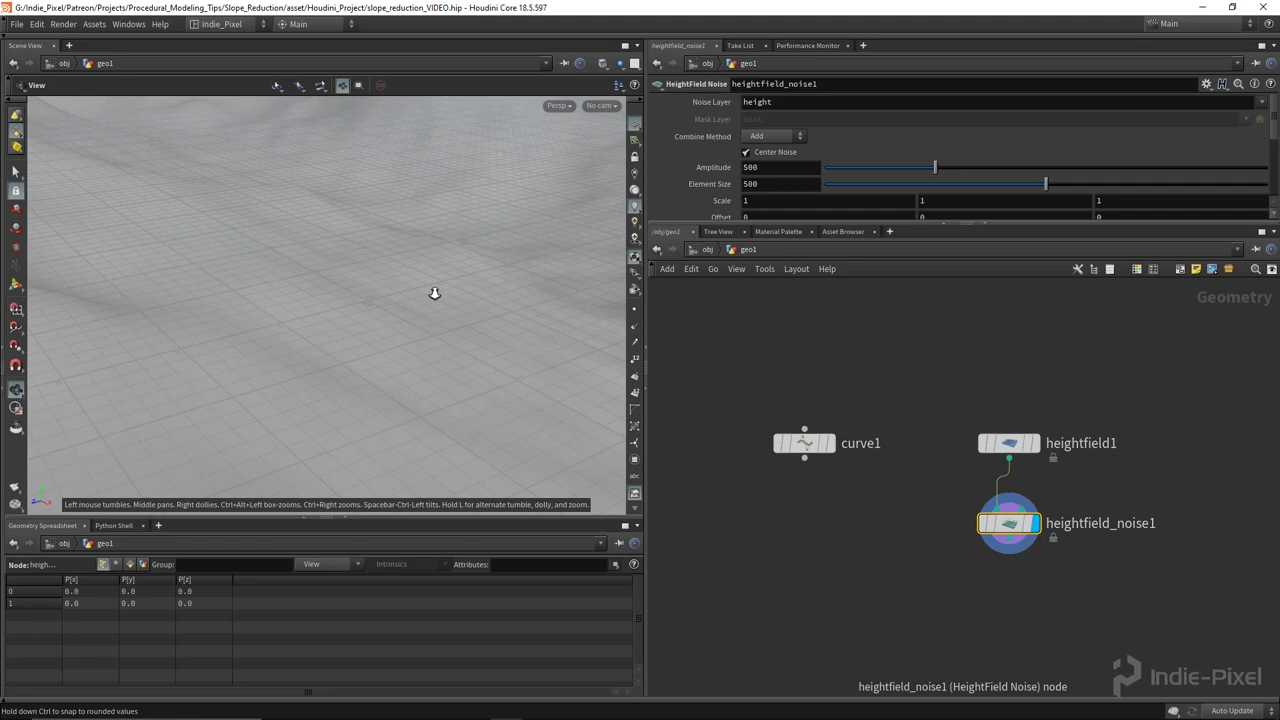 G:/Indie_Pixel/Patreon/Projects/Procedural_Modeling_Tips/Slope_Reduction/asset/Houdini_Project/slope_reduction_VIDEO.hip - Houdini Core 18.5.597
File Edit Render Assets Windows Help Indie_Pixel Main Main
Scene View
obj geo1
View
Persp No cam
Left mouse tumbles. Middle pans. Right dollies. Ctrl+Alt+Left box-zooms. Ctrl+Right zooms. Spacebar-Ctrl-Left tilts. Hold L for alternate tumble, dolly, and zoom.
Geometry Spreadsheet Python Shell
obj geo1
Node: heigh... Group: View Intrinsics Attributes:
P[x] P[y] P[z]
0 0.0 0.0 0.0
1 0.0 0.0 0.0
heightfield_noise1 Take List Performance Monitor
obj geo1
HeightField Noise heightfield_noise1
Noise Layer height
Mask Layer mask
Combine Method Add
Center Noise
Amplitude 500
Element Size 500
Scale 1 1 1
Offset 0 0 0
/obj/geo1 Tree View Material Palette Asset Browser
obj geo1
Add Edit Go View Tools Layout Help
Geometry
curve1
heightfield1
heightfield_noise1
Indie-Pixel
heightfield_noise1 (HeightField Noise) node
Hold down Ctrl to snap to rounded values
Auto Update